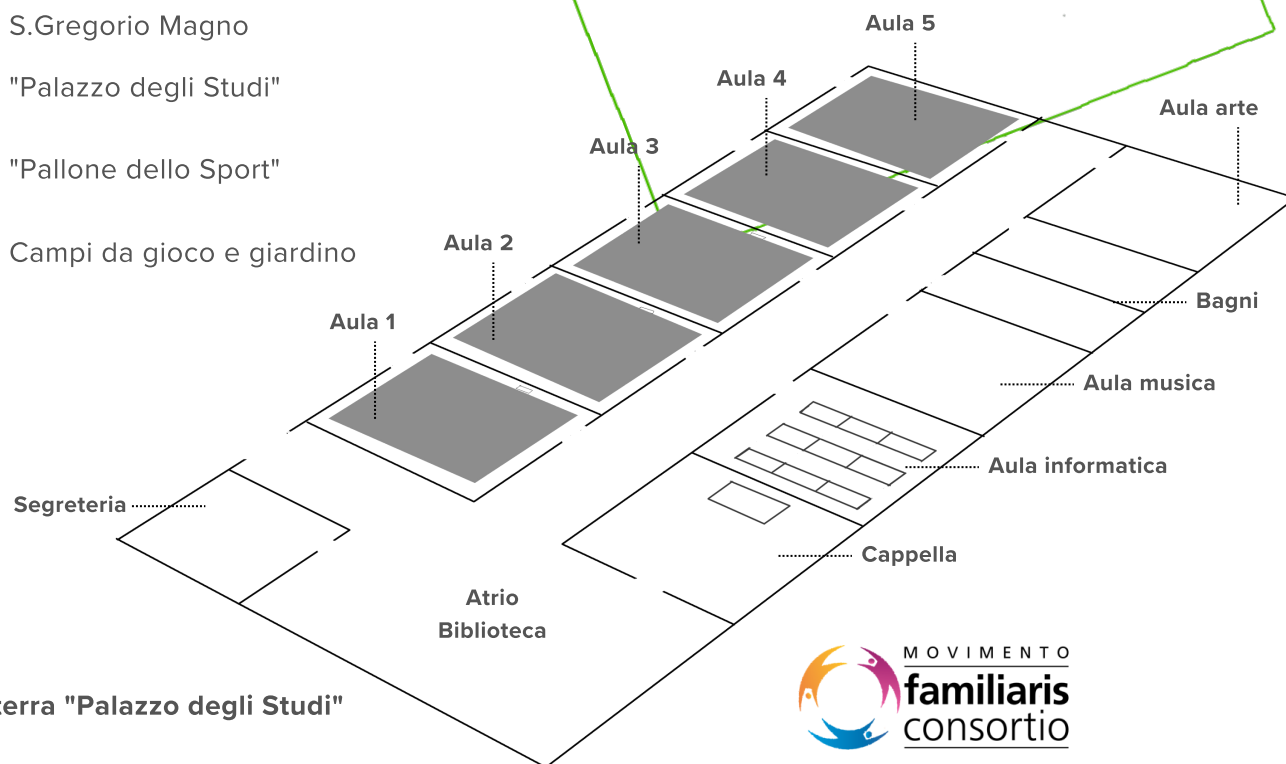 S.Gregorio Magno
"Palazzo degli Studi"
"Pallone dello Sport"
Campi da gioco e giardino
Aula 5
Aula 4
Aula arte
Aula 3
Aula 2
Bagni
Aula 1
Aula musica
Aula informatica
Segreteria
Cappella
Atrio
Biblioteca
MOVIMENTO
familiaris
consortio
terra "Palazzo degli Studi"